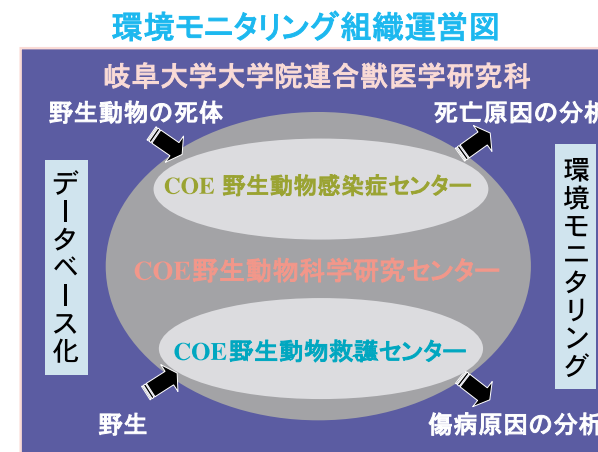 環境モニタリング組織運営図
岐阜大学大学院連合獣医学研究科
野生動物の死体
死亡原因の分析
データベース化
COE 野生動物感染症センター
環境モニタリング
COE野生動物科学研究センター
COE野生動物救護センター
野生
傷病原因の分析